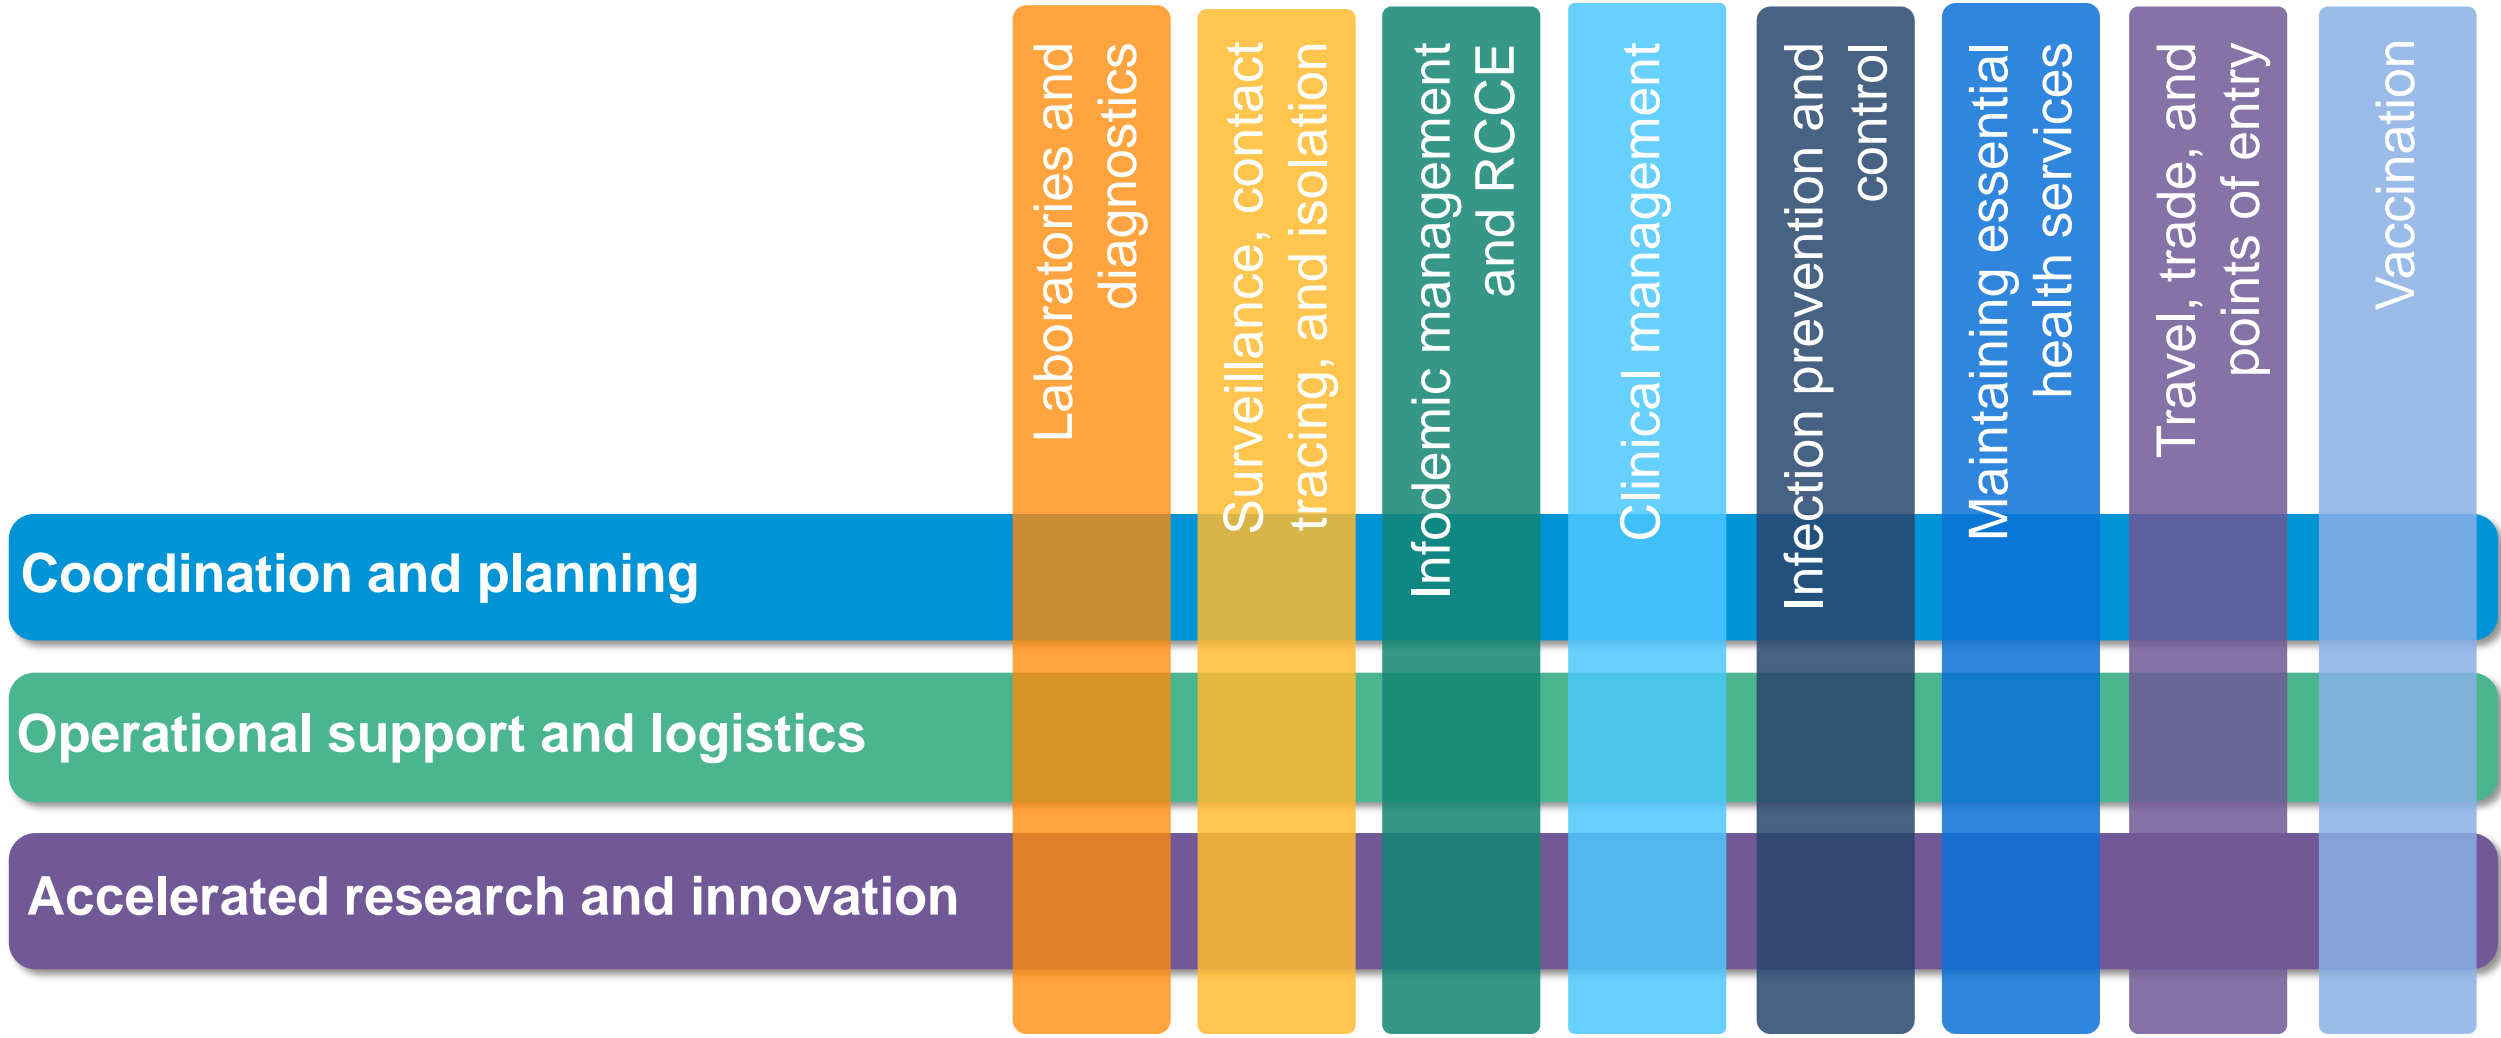 Laboratories and
diagnostics
Surveillance, contact
tracing, and isolation
Infodemic management
and RCCE
Clinical management
Infection prevention and
control
Maintaining essential
health services
Travel, trade, and
points of entry
Vaccination
Coordination and planning
Operational support and logistics
Accelerated research and innovation